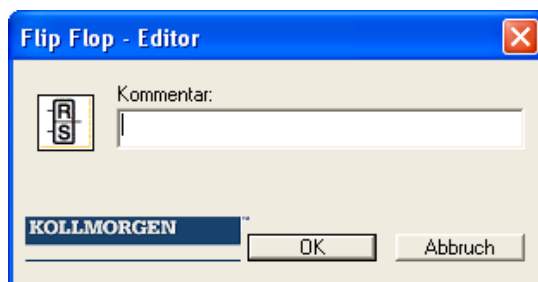 Flip Flop - Editor
Kommentar:
R
S
KOLLMORGEN
OK
Abbruch